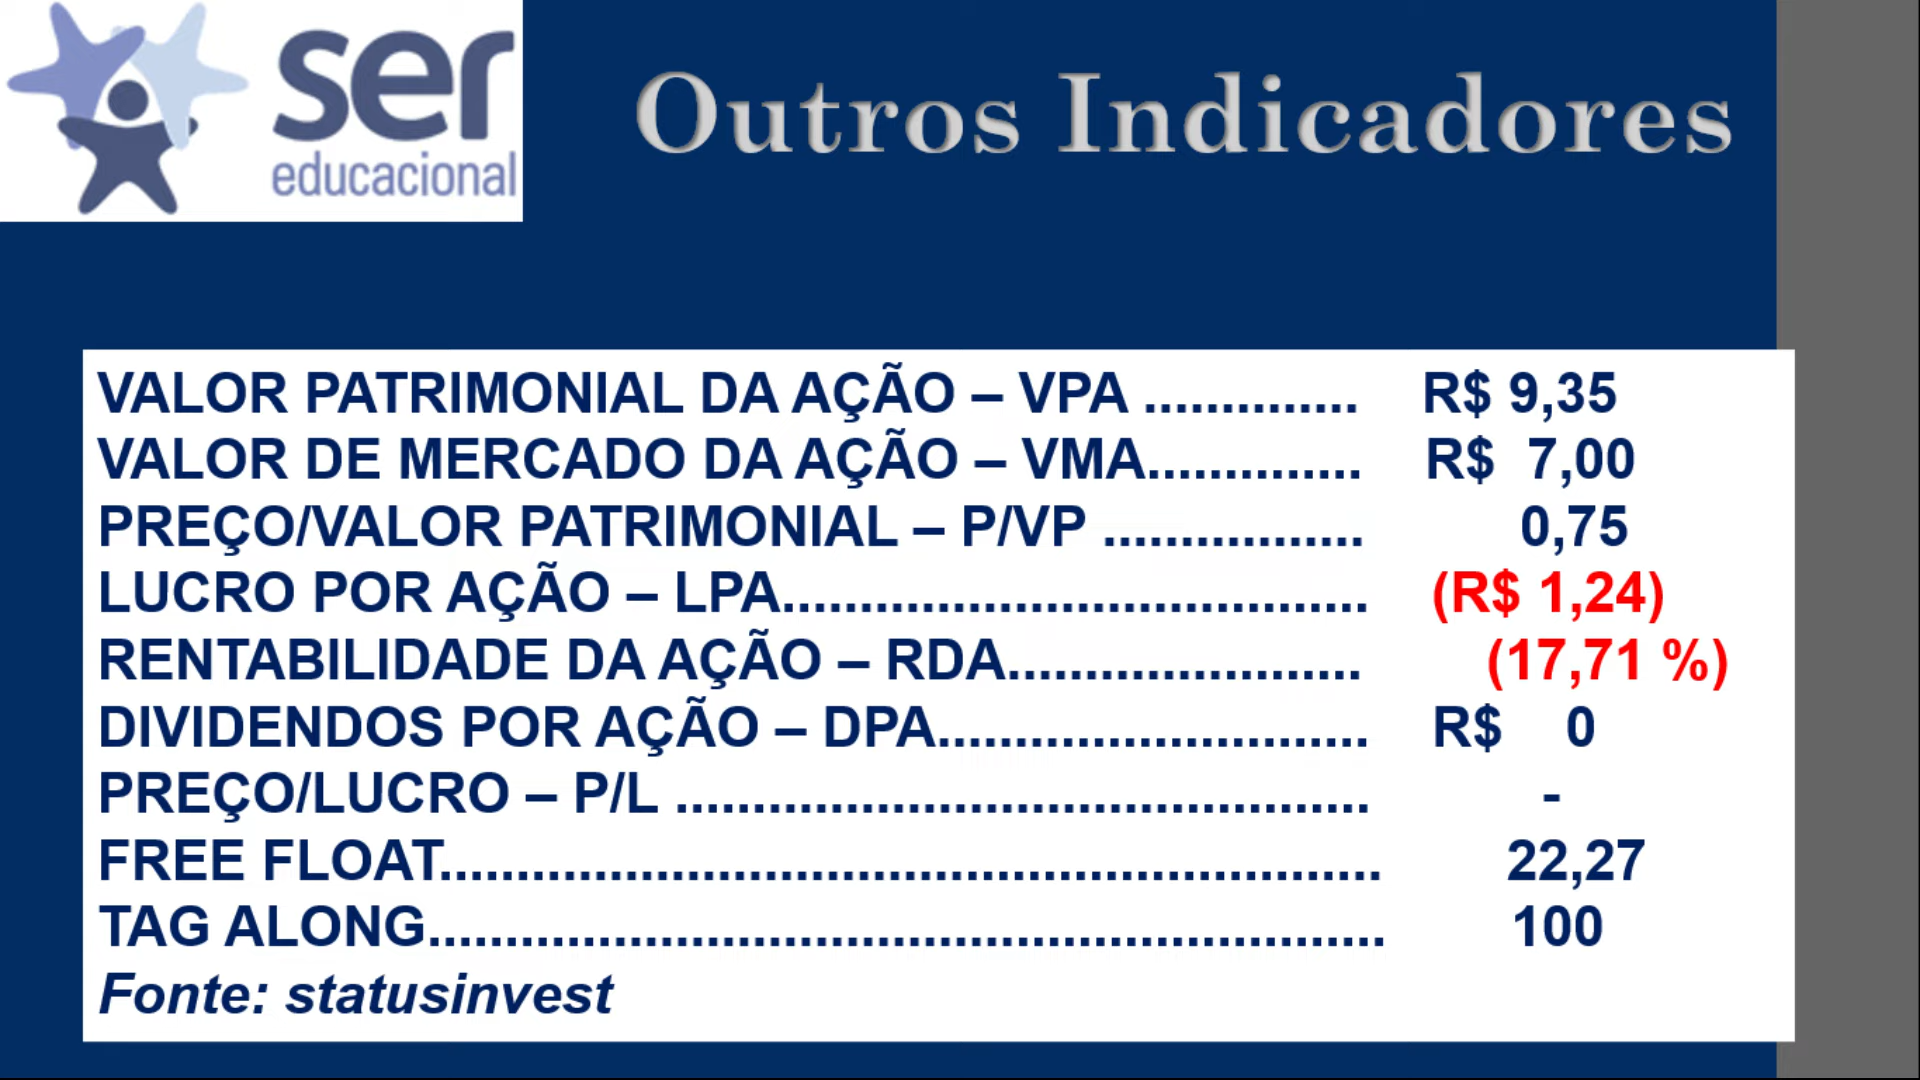 ser
educacional
Outros Indicadores
VALOR PATRIMONIAL DA AÇÃO – VPA .............. R$ 9,35
VALOR DE MERCADO DA AÇÃO – VMA.............. R$ 7,00
PREÇO/VALOR PATRIMONIAL – P/VP ................. 0,75
LUCRO POR AÇÃO – LPA...................................... (R$ 1,24)
RENTABILIDADE DA AÇÃO – RDA....................... (17,71 %)
DIVIDENDOS POR AÇÃO – DPA............................ R$ 0
PREÇO/LUCRO – P/L ............................................. -
FREE FLOAT............................................................. 22,27
TAG ALONG.............................................................. 100
Fonte: statusinvest